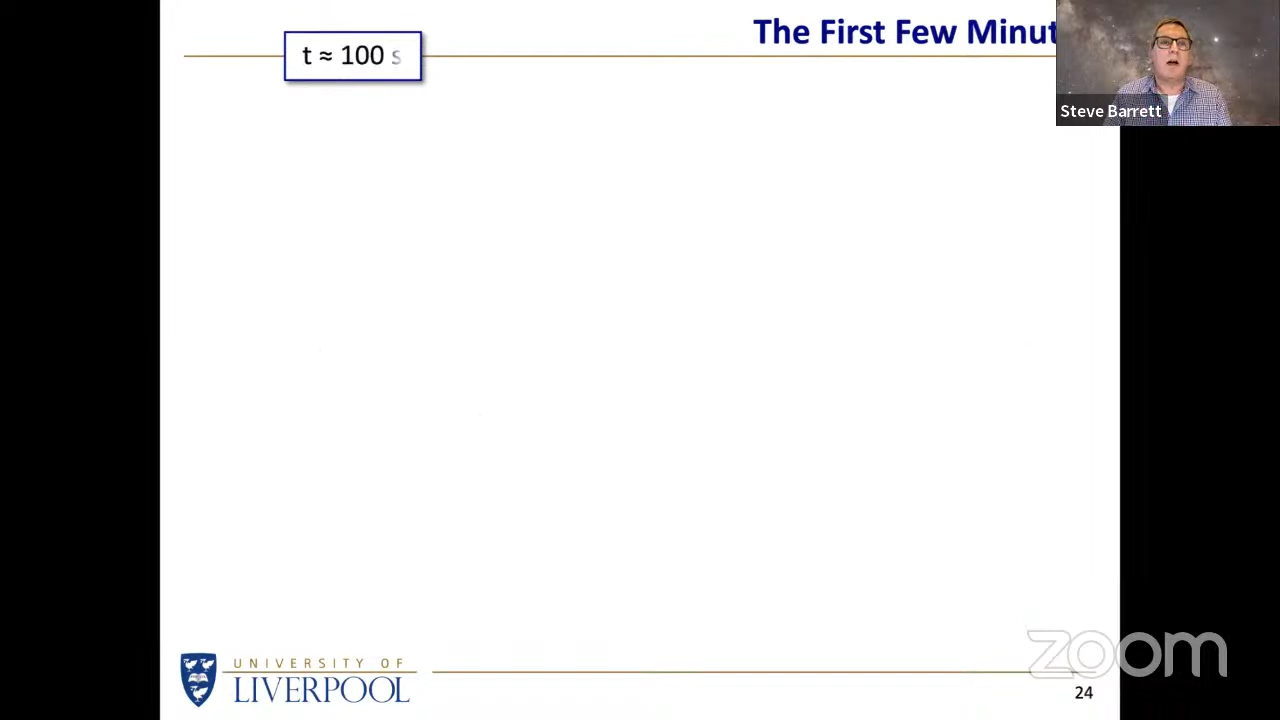 The First Few Minut
t ≈ 100 s
Steve Barrett
UNIVERSITY OF
LIVERPOOL
zoom
24